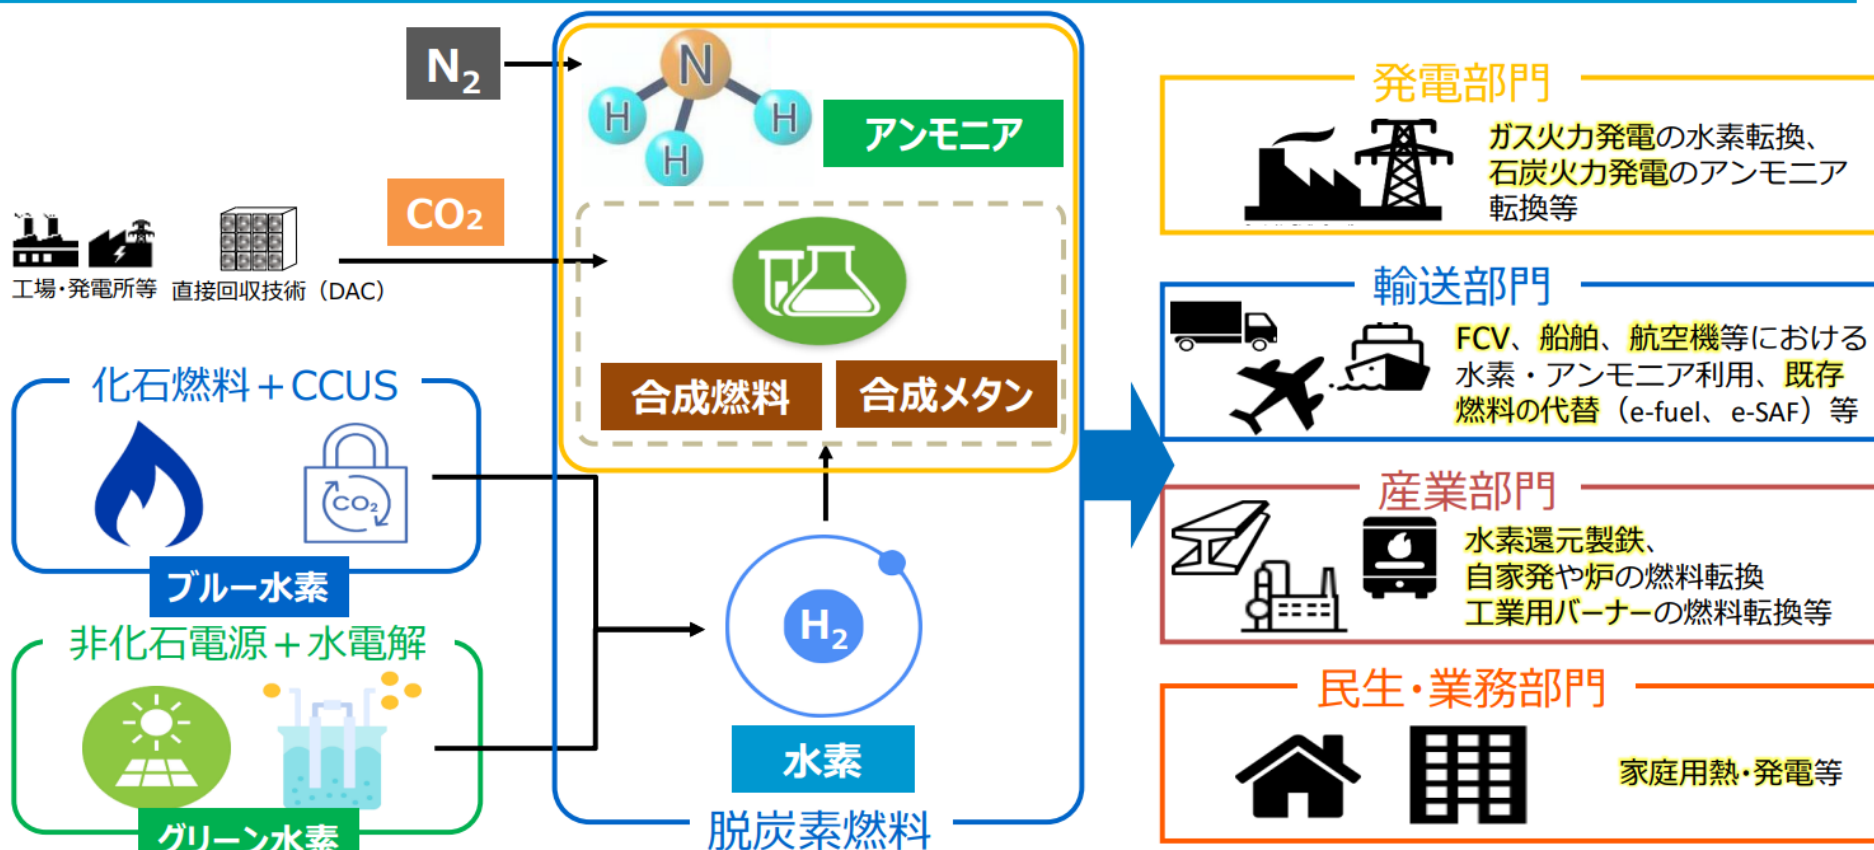 N₂
N
H
H
H
アンモニア
CO₂
工場・発電所等
直接回収技術（DAC）
合成燃料
合成メタン
化石燃料＋CCUS
CO₂
ブルー水素
非化石電源＋水電解
グリーン水素
H₂
水素
脱炭素燃料
発電部門
ガス火力発電の水素転換、
石炭火力発電のアンモニア
転換等
輸送部門
FCV、船舶、航空機等における
水素・アンモニア利用、既存
燃料の代替（e-fuel、e-SAF）等
産業部門
水素還元製鉄、
自家発や炉の燃料転換
工業用バーナーの燃料転換等
民生・業務部門
家庭用熱・発電等